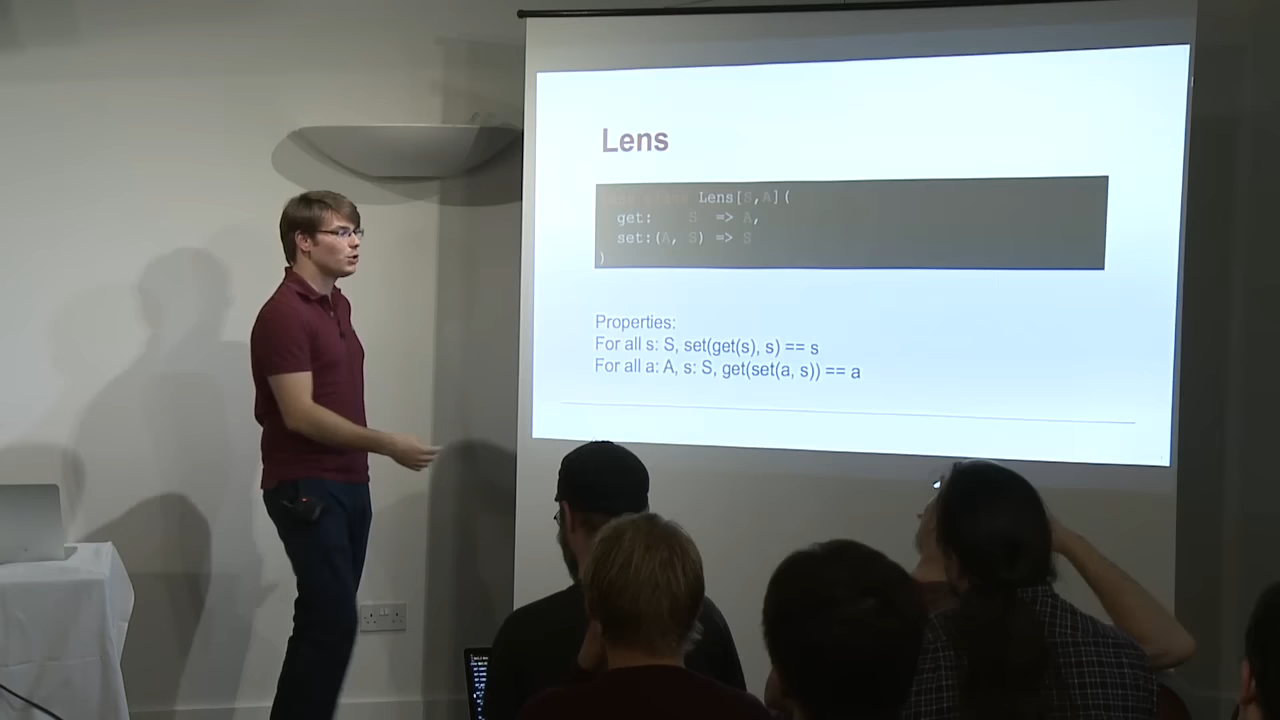 Lens
Lens[S,A](
get: S => A,
set:(A, S) => S
)
Properties:
For all s: S, set(get(s), s) == s
For all a: A, s: S, get(set(a, s)) == a